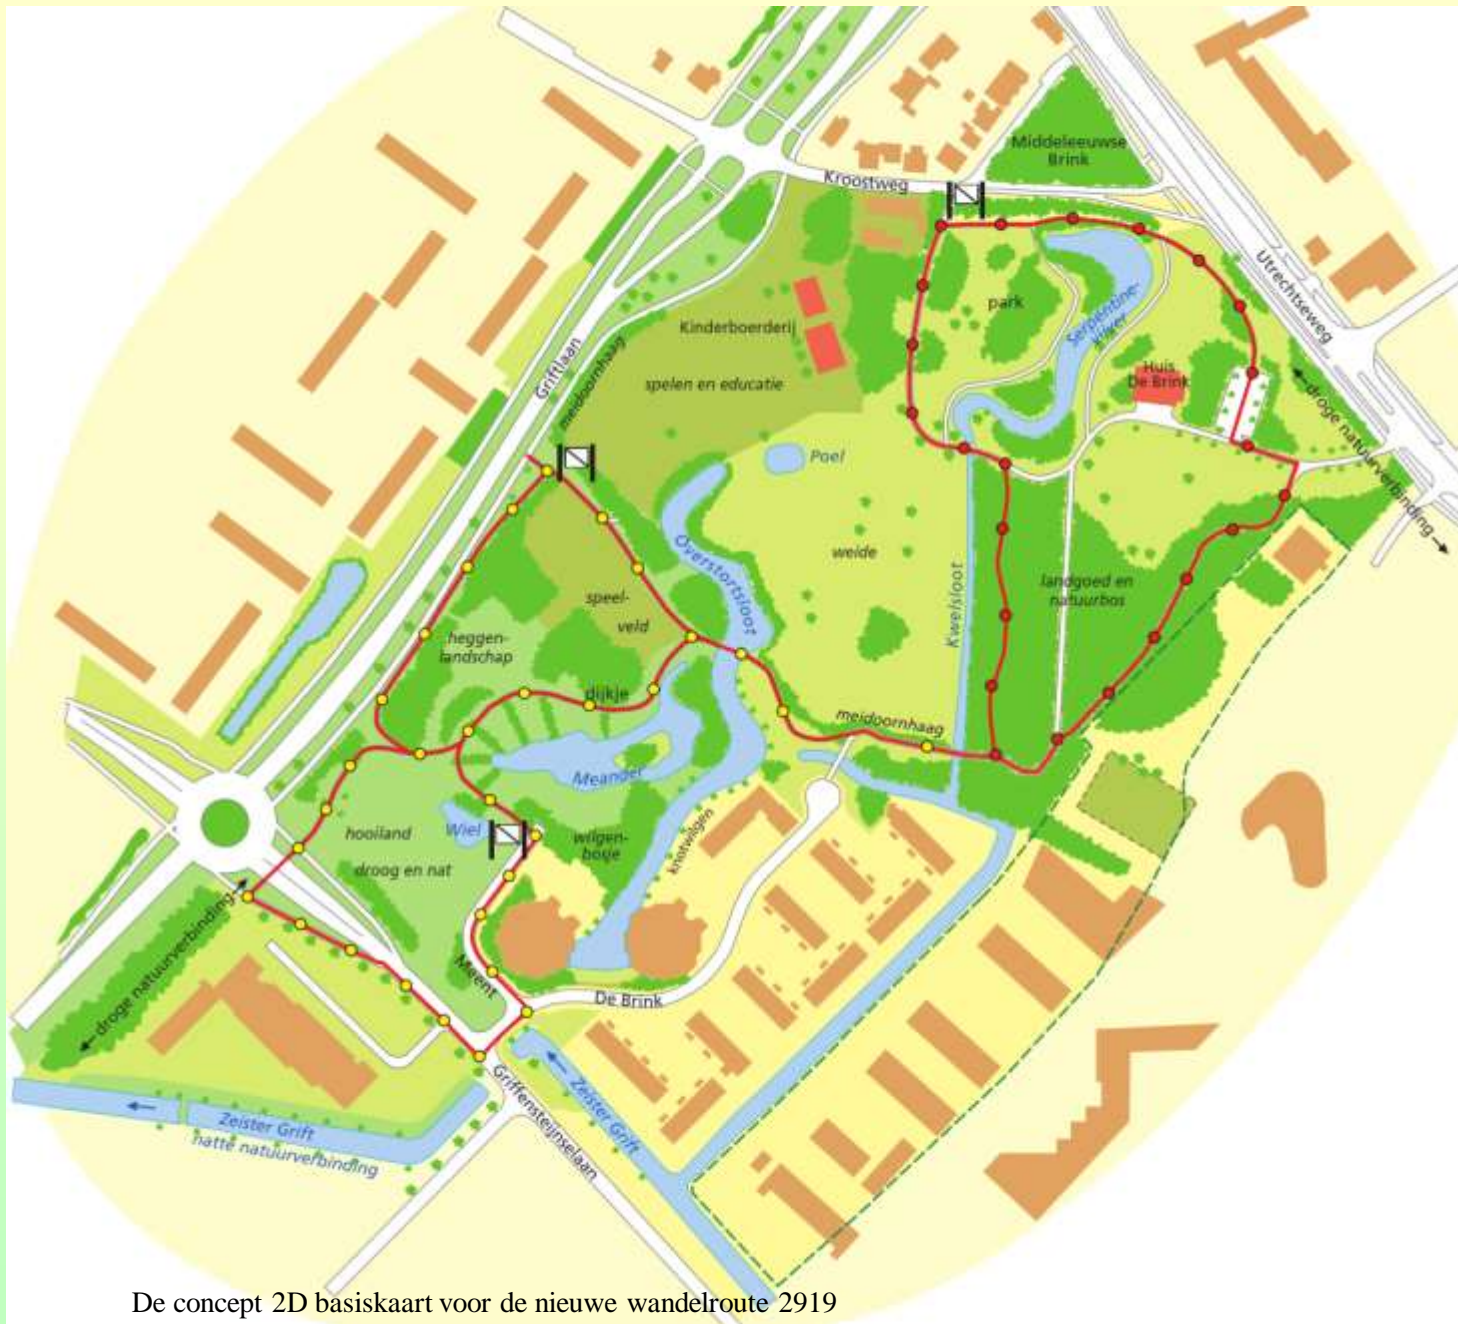 Middeleeuwse
Brink
Kroostweg
Utrechtseweg
park
Serpentine-
vijver
Kinderboerderij
Griftlaan
meidoornhaag
spelen en educatie
Huis
De Brink
droge natuurverbinding
Poel
Overstortsloot
weide
Kwelsloot
landgoed en
natuurbos
speel-
veld
heggen-
landschap
dijkje
meidoornhaag
Meander
hooiland
Wiel
wilgen-
bosje
knotwilgen
droog en nat
droge natuurverbinding
Meent
De Brink
Zeister Grift
natte natuurverbinding
Griffensteijnselaan
Zeister Grift
De concept 2D basiskaart voor de nieuwe wandelroute 2919